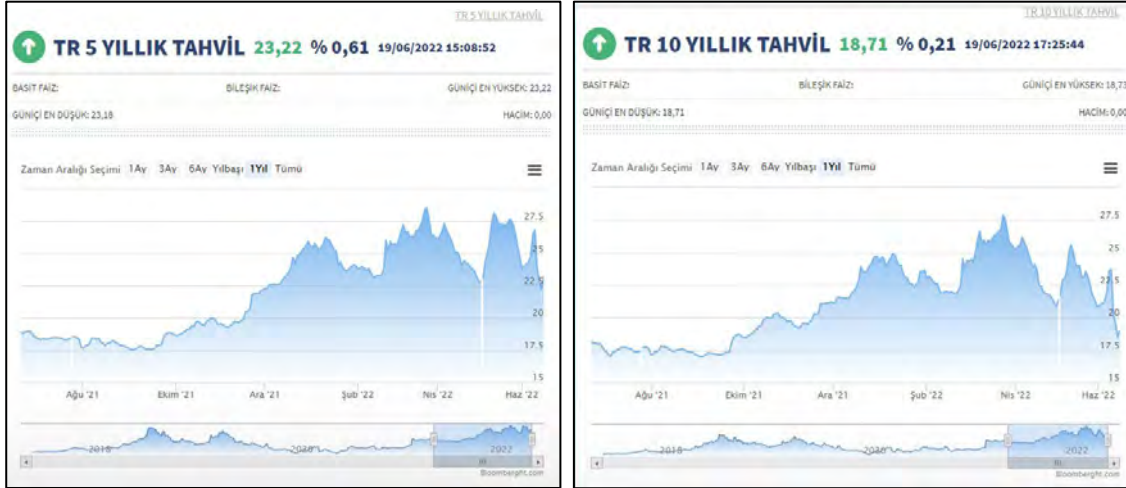 TR 5 YILLIK TAHVİL
TR 5 YILLIK TAHVİL 23,22 % 0,61 19/06/2022 15:08:52
BASİT FAİZ: BİLEŞİK FAİZ: GÜNİÇİ EN YÜKSEK: 23,22
GÜNİÇİ EN DÜŞÜK: 23,18 HACİM: 0,00
Zaman Aralığı Seçimi 1Ay 3Ay 6Ay Yılbaşı 1Yıl Tümü
27.5
25
22.5
20
17.5
15
Ağu '21 Ekim '21 Ara '21 Şub '22 Nis '22 Haz '22
2018 2020 2022
Bloomberght.com
TR 10 YILLIK TAHVİL
TR 10 YILLIK TAHVİL 18,71 % 0,21 19/06/2022 17:25:44
BASİT FAİZ: BİLEŞİK FAİZ: GÜNİÇİ EN YÜKSEK: 18,73
GÜNİÇİ EN DÜŞÜK: 18,71 HACİM: 0,00
Zaman Aralığı Seçimi 1Ay 3Ay 6Ay Yılbaşı 1Yıl Tümü
27.5
25
22.5
20
17.5
15
Ağu '21 Ekim '21 Ara '21 Şub '22 Nis '22 Haz '22
2018 2020 2022
Bloomberght.com